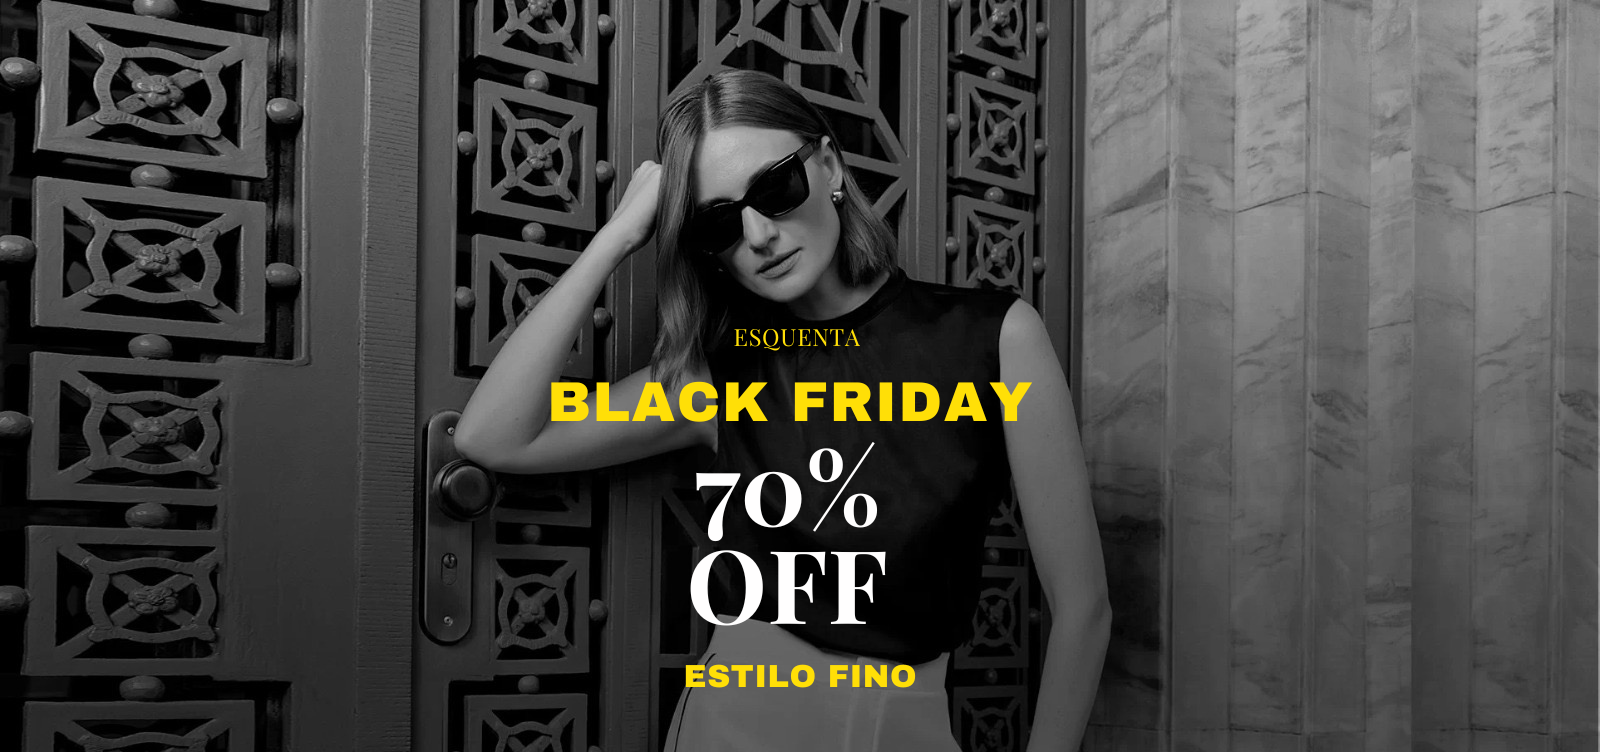 ESQUENTA
BLACK FRIDAY
70%
OFF
ESTILO FINO